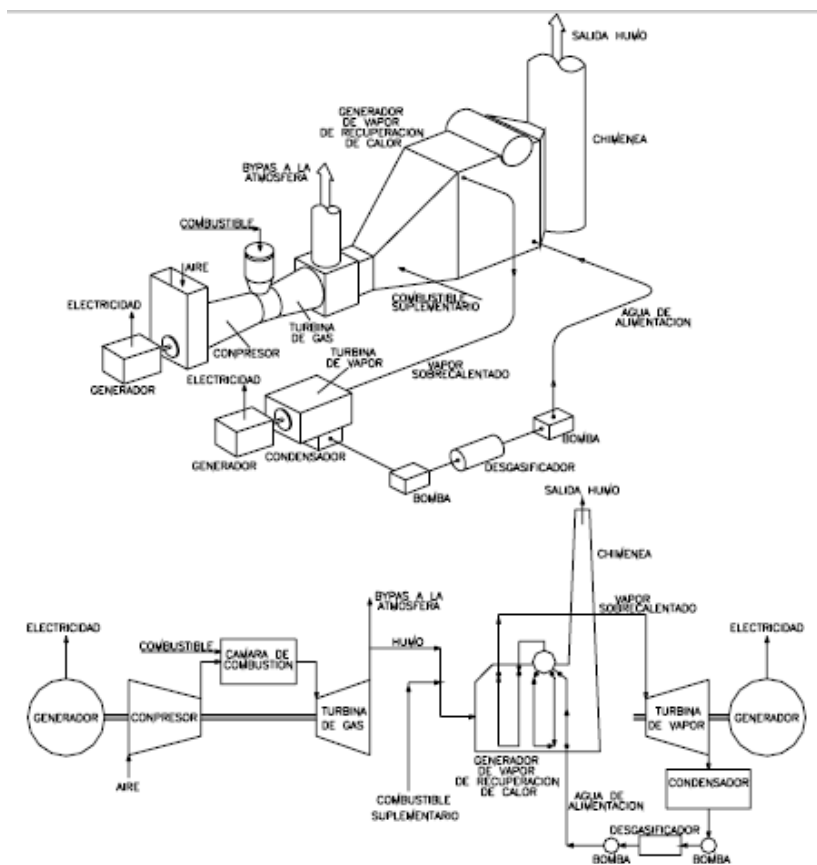 SALIDA HUMO
GENERADOR
DE VAPOR
DE RECUPERACION
DE CALOR
CHIMENEA
BYPAS A LA
ATMOSFERA
COMBUSTIBLE
AIRE
ELECTRICIDAD
COMBUSTIBLE
SUPLEMENTARIO
AGUA DE
ALIMENTACION
TURBINA
DE GAS
CONPRESOR
GENERADOR
TURBINA
DE VAPOR
VAPOR
SOBRECALENTADO
ELECTRICIDAD
GENERADOR
CONDENSADOR
BOMBA
DESGASIFICADOR
BOMBA
SALIDA HUMO
CHIMENEA
BYPAS A LA
ATMOSFERA
VAPOR
SOBRECALENTADO
ELECTRICIDAD
COMBUSTIBLE
CAMARA DE
COMBUSTION
HUMO
ELECTRICIDAD
GENERADOR
CONPRESOR
TURBINA
DE GAS
TURBINA
DE VAPOR
GENERADOR
AIRE
GENERADOR
DE VAPOR
DE RECUPERACION
DE CALOR
CONDENSADOR
COMBUSTIBLE
SUPLEMENTARIO
AGUA DE
ALIMENTACION
DESGASIFICADOR
BOMBA
BOMBA